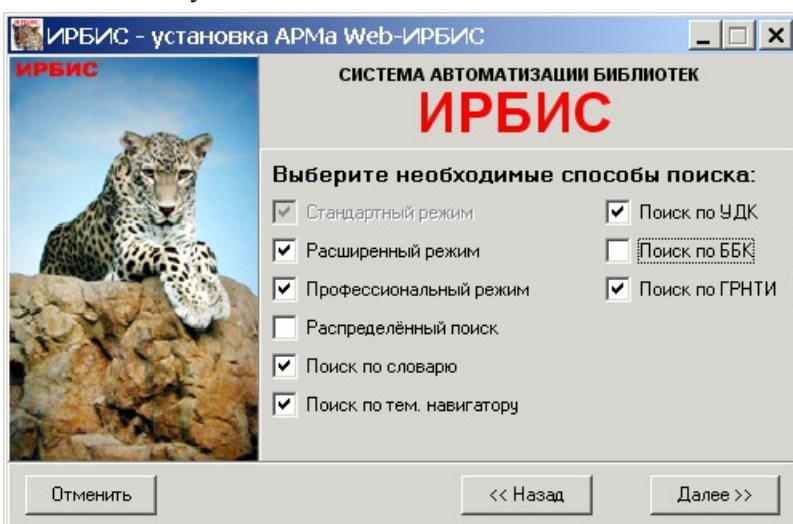 ИРБИС - установка АРМа Web-ИРБИС
ИРБИС
СИСТЕМА АВТОМАТИЗАЦИИ БИБЛИОТЕК
ИРБИС
Выберите необходимые способы поиска:
Стандартный режим
Расширенный режим
Профессиональный режим
Распределённый поиск
Поиск по словарю
Поиск по тем. навигатору
Поиск по УДК
Поиск по ББК
Поиск по ГРНТИ
Отменить
<< Назад
Далее >>